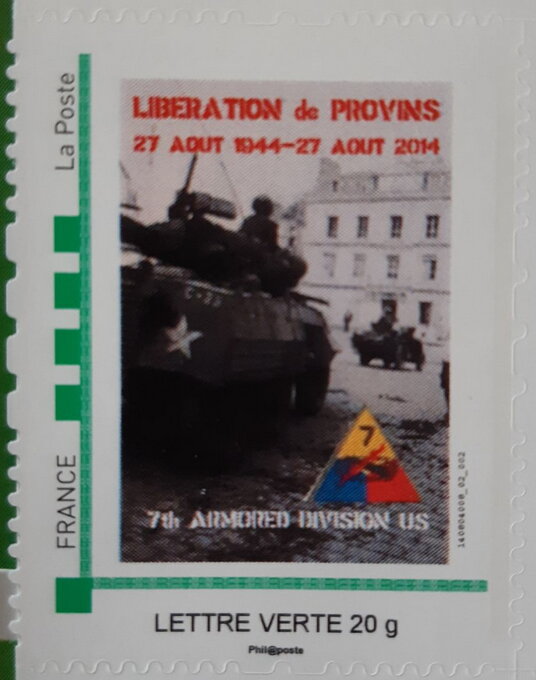 La Poste
FRANCE
LIBERATION de PROVINS
27 AOUT 1944-27 AOUT 2014
7
7th ARMORED DIVISION US
140804008_02_002
LETTRE VERTE 20 g
Phil@poste